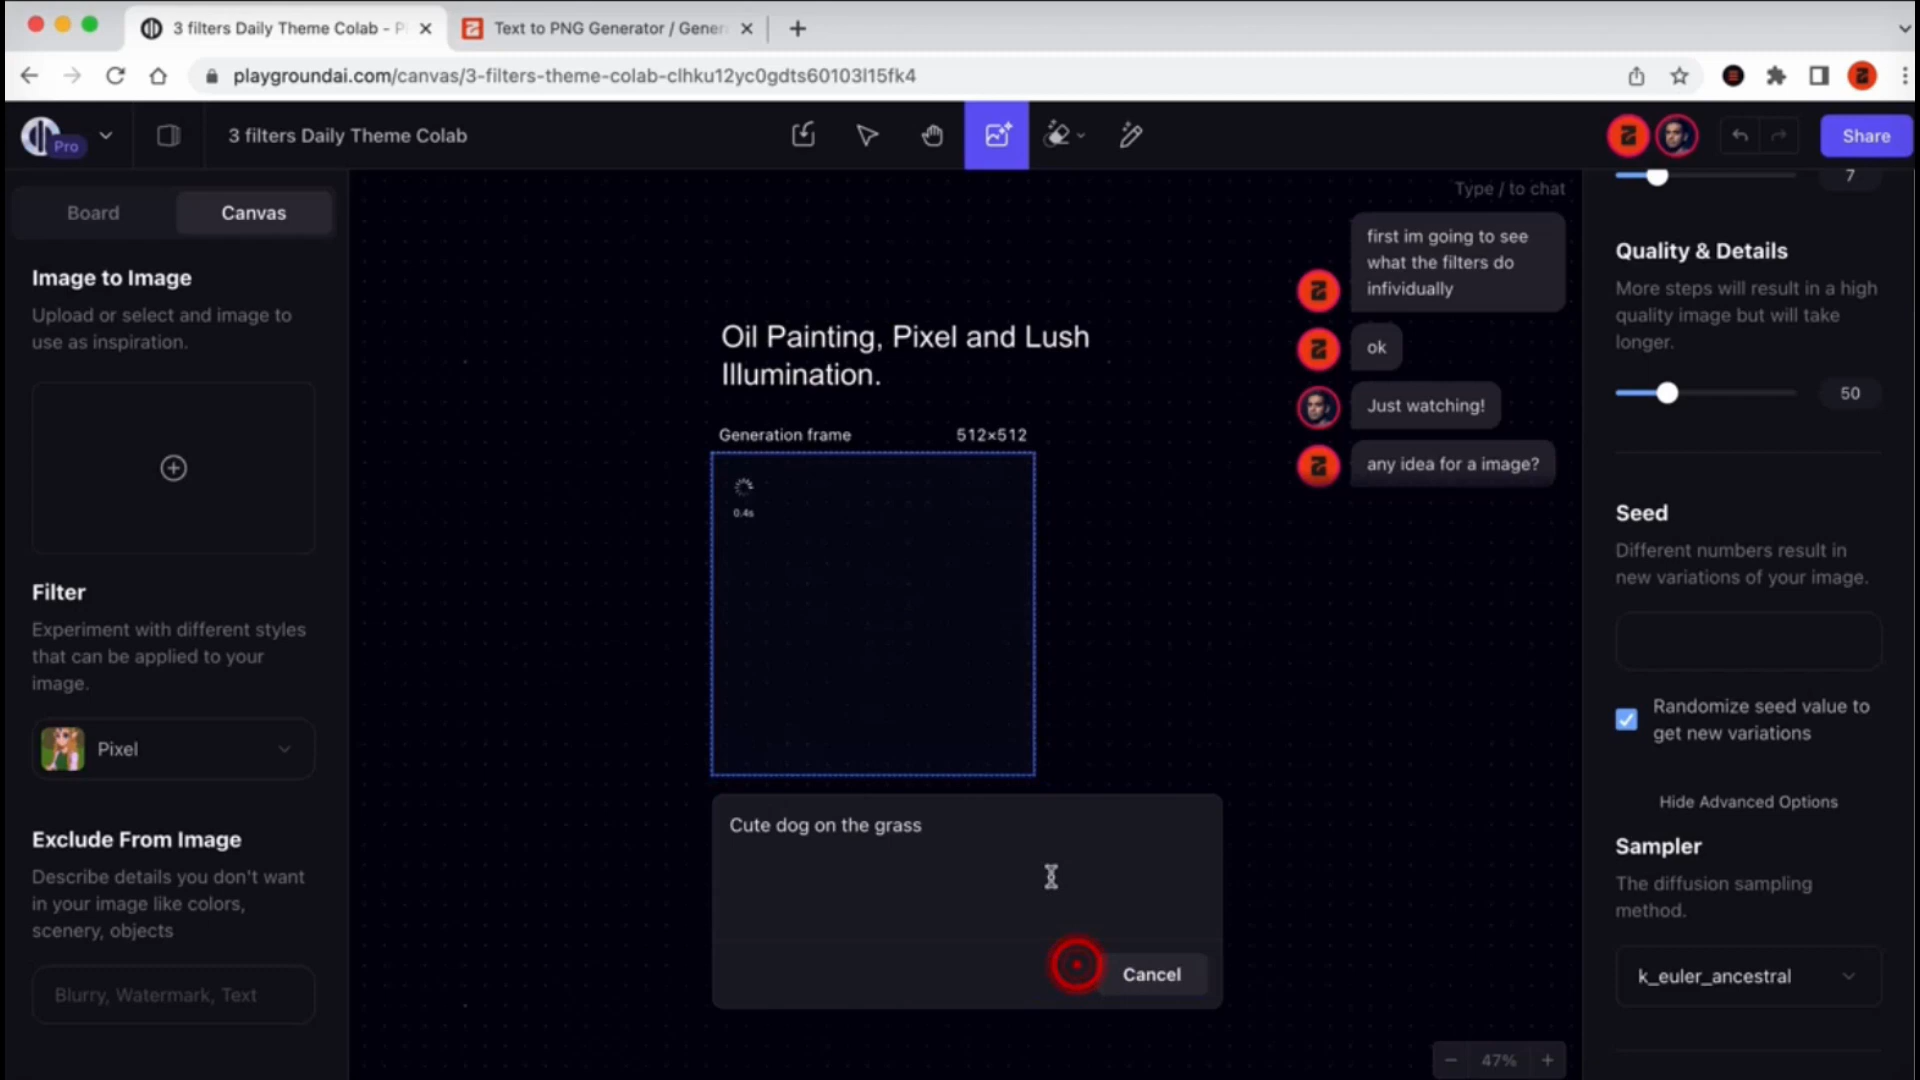 3 filters Daily Theme Colab - P
Text to PNG Generator / Gener
playgroundai.com/canvas/3-filters-theme-colab-clhku12yc0gdts60103l15fk4
Pro
3 filters Daily Theme Colab
Share
Board
Canvas
Image to Image
Upload or select and image to
use as inspiration.
Filter
Experiment with different styles
that can be applied to your
image.
Pixel
Exclude From Image
Describe details you don't want
in your image like colors,
scenery, objects
Blurry, Watermark, Text
Oil Painting, Pixel and Lush
Illumination.
Generation frame
512×512
0.4s
Cute dog on the grass
Cancel
Type / to chat
first im going to see
what the filters do
infividually
ok
Just watching!
any idea for a image?
47%
7
Quality & Details
More steps will result in a high
quality image but will take
longer.
50
Seed
Different numbers result in
new variations of your image.
Randomize seed value to
get new variations
Hide Advanced Options
Sampler
The diffusion sampling
method.
k_euler_ancestral